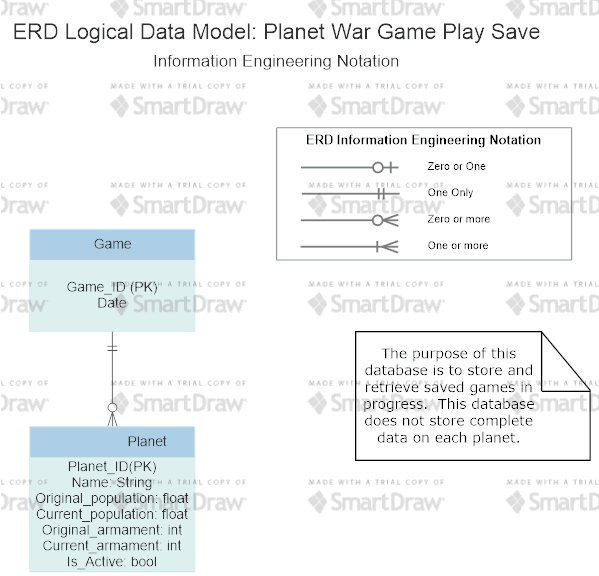 ERD Logical Data Model: Planet War Game Play Save
Information Engineering Notation
MADE WITH A TRIAL COPY OF
SmartDraw
ERD Information Engineering Notation
Zero or One
One Only
Zero or more
One or more
Game
Game_ID (PK)
Date
The purpose of this
database is to store and
retrieve saved games in
progress. This database
does not store complete
data on each planet.
Planet
Planet_ID(PK)
Name: String
Original_population: float
Current_population: float
Original_armament: int
Current_armament: int
Is_Active: bool